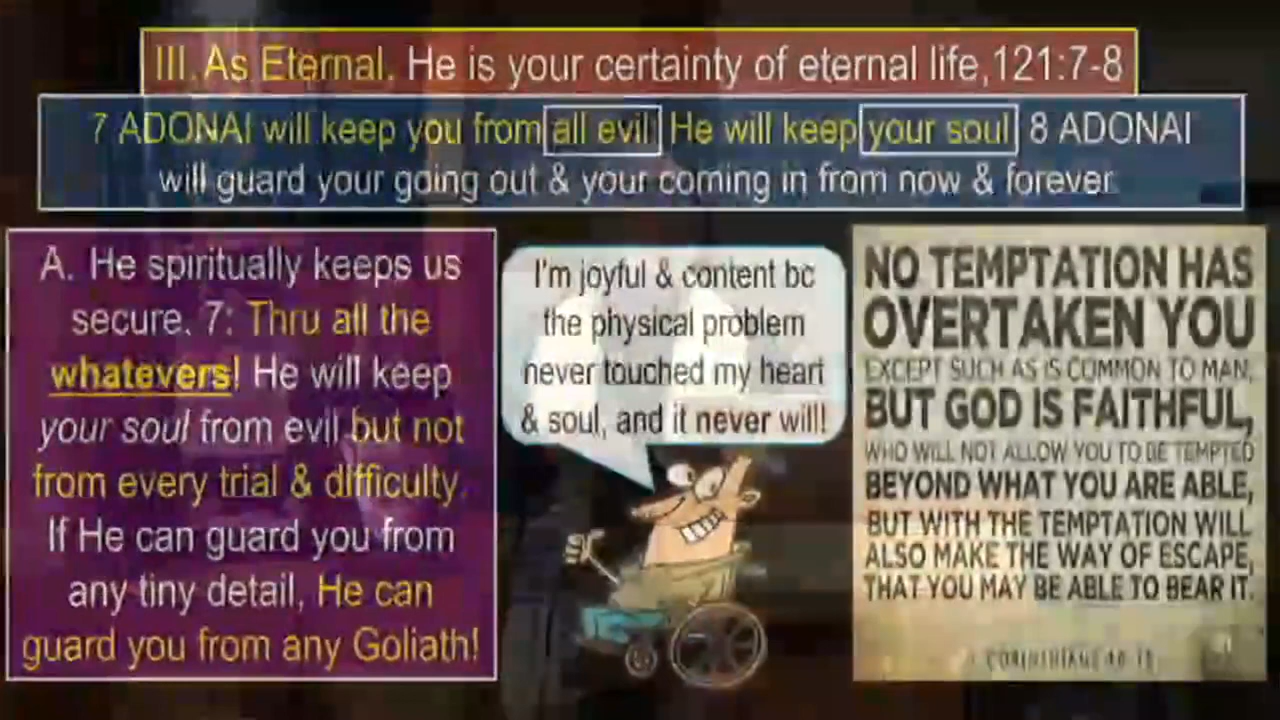 III. As Eternal. He is your certainty of eternal life,121:7-8
7 ADONAI will keep you from all evil He will keep your soul 8 ADONAI
will guard your going out & your coming in from now & forever
A. He spiritually keeps us
secure. 7: Thru all the
whatevers! He will keep
your soul from evil but not
from every trial & difficulty.
If He can guard you from
any tiny detail, He can
guard you from any Goliath!
I'm joyful & content bc
the physical problem
never touched my heart
& soul, and it never will!
NO TEMPTATION HAS
OVERTAKEN YOU
EXCEPT SUCH AS IS COMMON TO MAN;
BUT GOD IS FAITHFUL,
WHO WILL NOT ALLOW YOU TO BE TEMPTED
BEYOND WHAT YOU ARE ABLE,
BUT WITH THE TEMPTATION WILL
ALSO MAKE THE WAY OF ESCAPE,
THAT YOU MAY BE ABLE TO BEAR IT.
CORINTHIANS